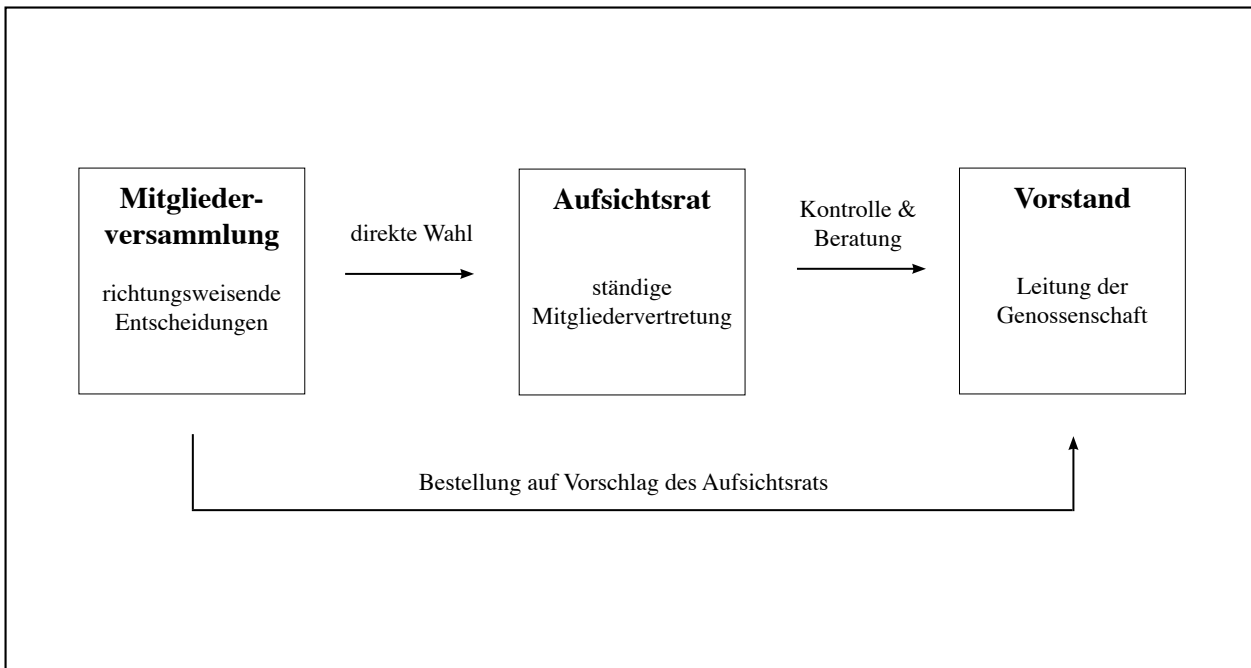 Mitglieder-
versammlung
richtungsweisende
Entscheidungen
direkte Wahl
Aufsichtsrat
ständige
Mitgliedervertretung
Kontrolle &
Beratung
Vorstand
Leitung der
Genossenschaft
Bestellung auf Vorschlag des Aufsichtsrats